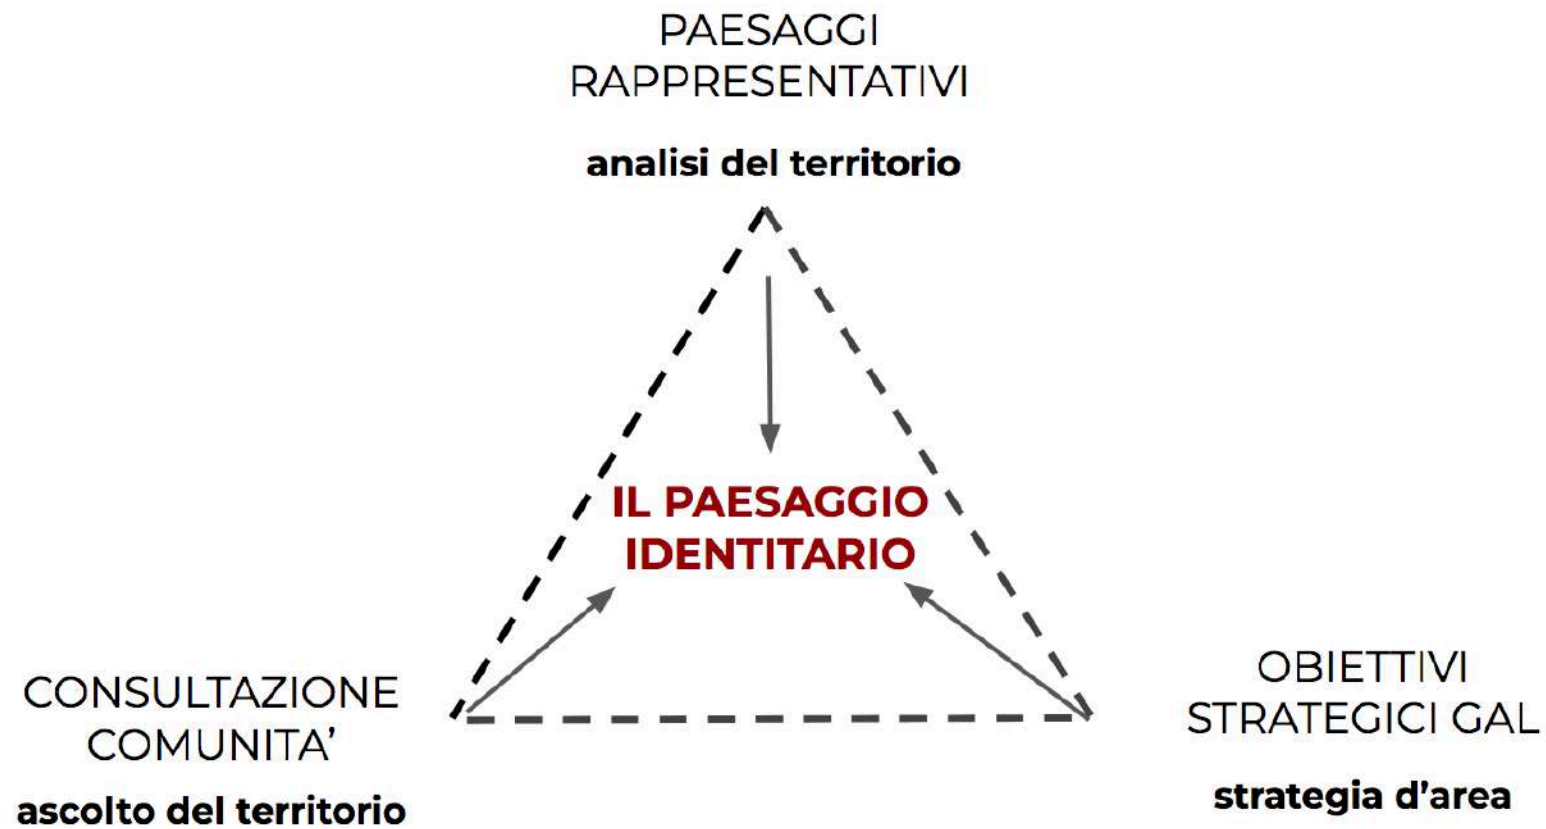 PAESAGGI
RAPPRESENTATIVI
analisi del territorio
IL PAESAGGIO
IDENTITARIO
CONSULTAZIONE
COMUNITA’
ascolto del territorio
OBIETTIVI
STRATEGICI GAL
strategia d’area